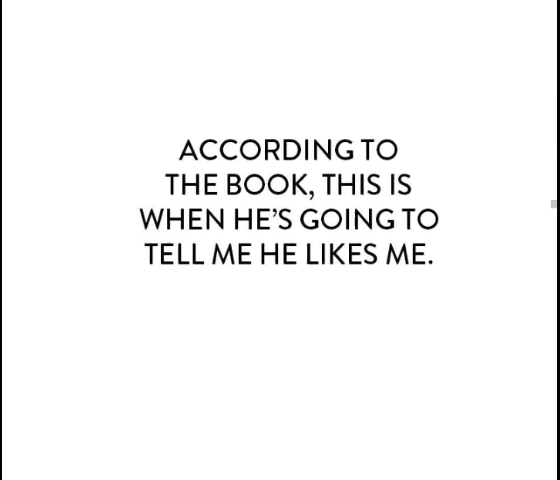 ACCORDING TO
THE BOOK, THIS IS
WHEN HE’S GOING TO
TELL ME HE LIKES ME.